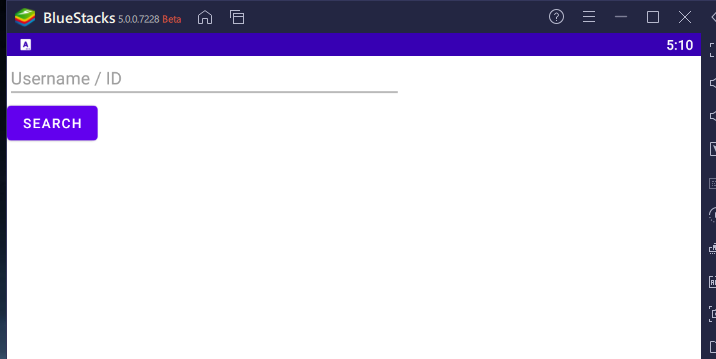 BlueStacks 5.0.0.7228 Beta
A
5:10
Username / ID
SEARCH